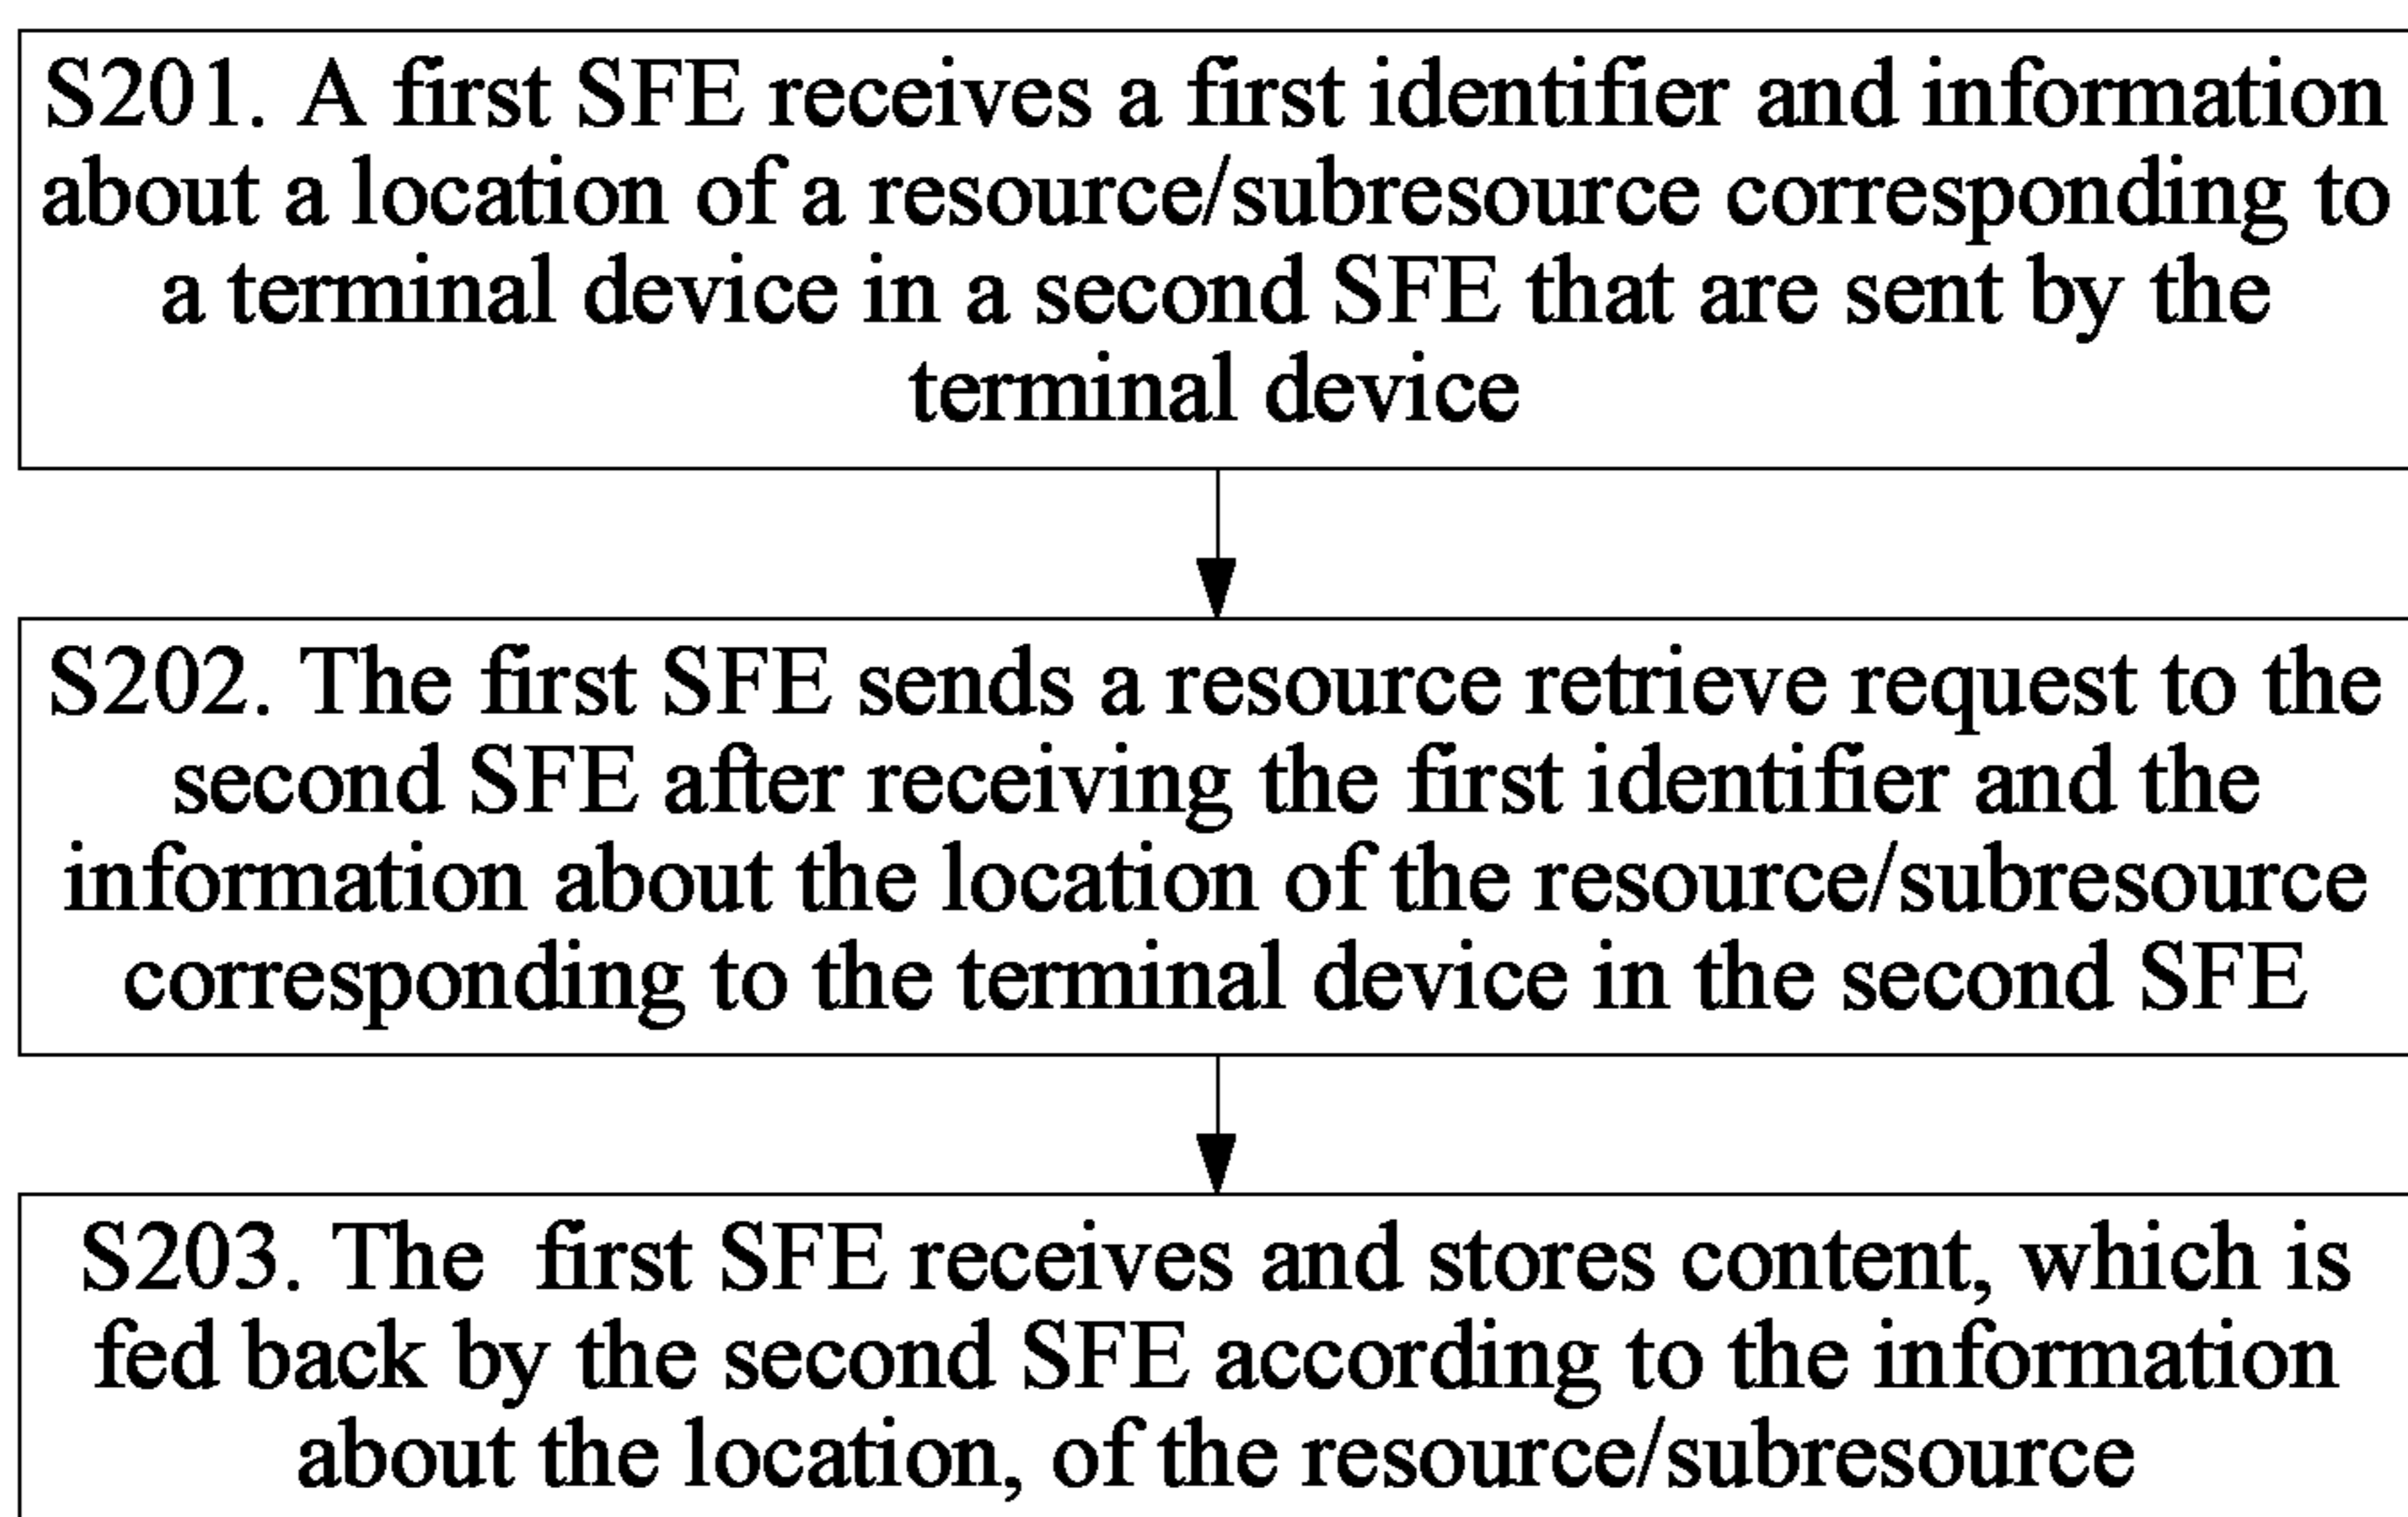 S201. A first SFE receives a first identifier and information
about a location of a resource/subresource corresponding to
a terminal device in a second SFE that are sent by the
terminal device
S202. The first SFE sends a resource retrieve request to the
second SFE after receiving the first identifier and the
information about the location of the resource/subresource
corresponding to the terminal device in the second SFE
S203. The first SFE receives and stores content, which is
fed back by the second SFE according to the information
about the location, of the resource/subresource